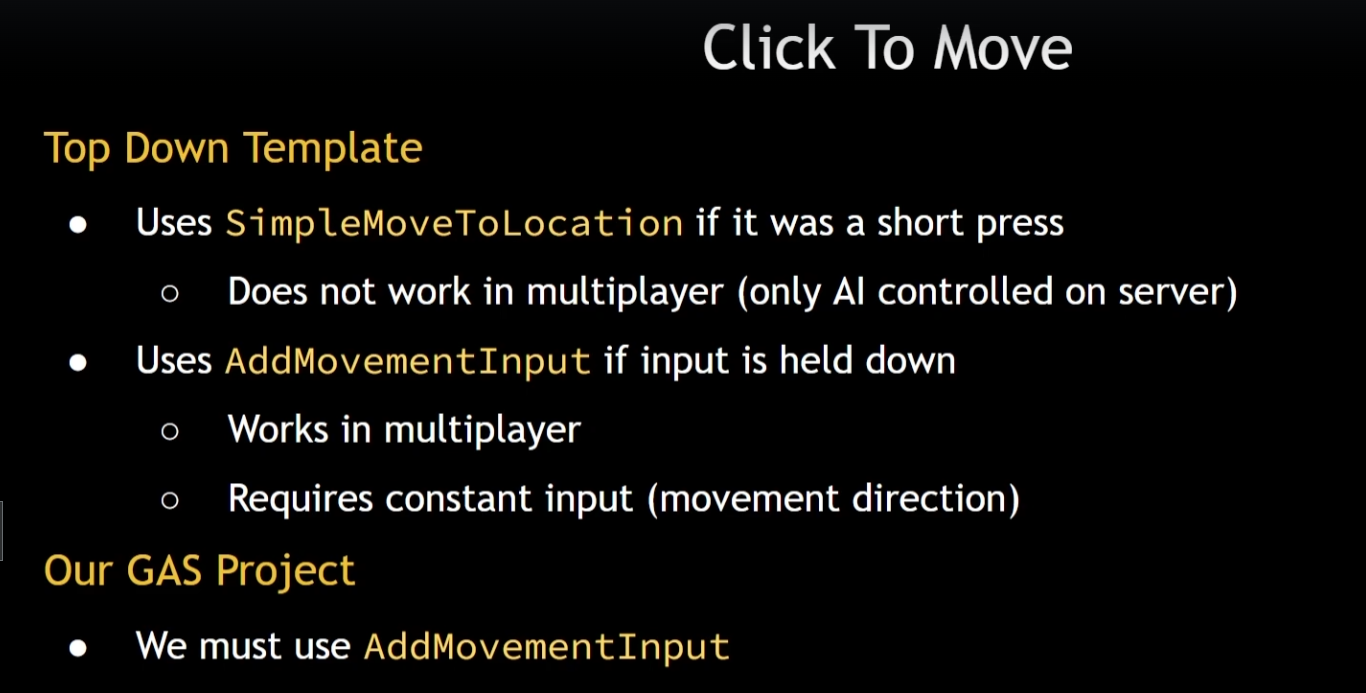 Click To Move
Top Down Template
● Uses SimpleMoveToLocation if it was a short press
○ Does not work in multiplayer (only AI controlled on server)
● Uses AddMovementInput if input is held down
○ Works in multiplayer
○ Requires constant input (movement direction)
Our GAS Project
● We must use AddMovementInput